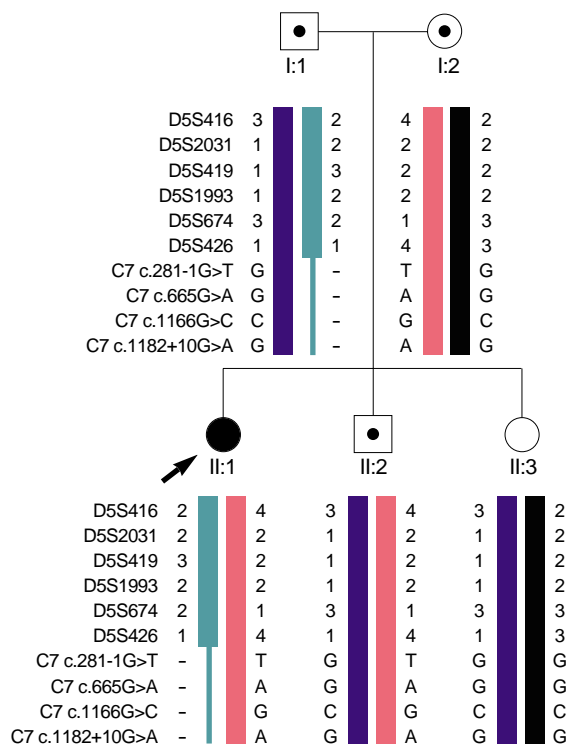 I:1 I:2
D5S416 3 2 4 2
D5S2031 1 1 2 2
D5S419 1 3 2 2
D5S1993 1 2 2 2
D5S674 3 2 1 3
D5S426 1 1 4 3
C7 c.281-1G>T G - T G
C7 c.665G>A G - A G
C7 c.1166G>C C - G C
C7 c.1182+10G>A G - A G
II:1 II:2 II:3
D5S416 2 4 3 4 3 2
D5S2031 2 2 1 2 1 2
D5S419 3 2 1 2 1 2
D5S1993 2 2 1 2 1 2
D5S674 2 1 3 1 3 3
D5S426 1 4 1 4 1 3
C7 c.281-1G>T - T G T G G
C7 c.665G>A - A G A G G
C7 c.1166G>C - G C G C C
C7 c.1182+10G>A - A G A G G